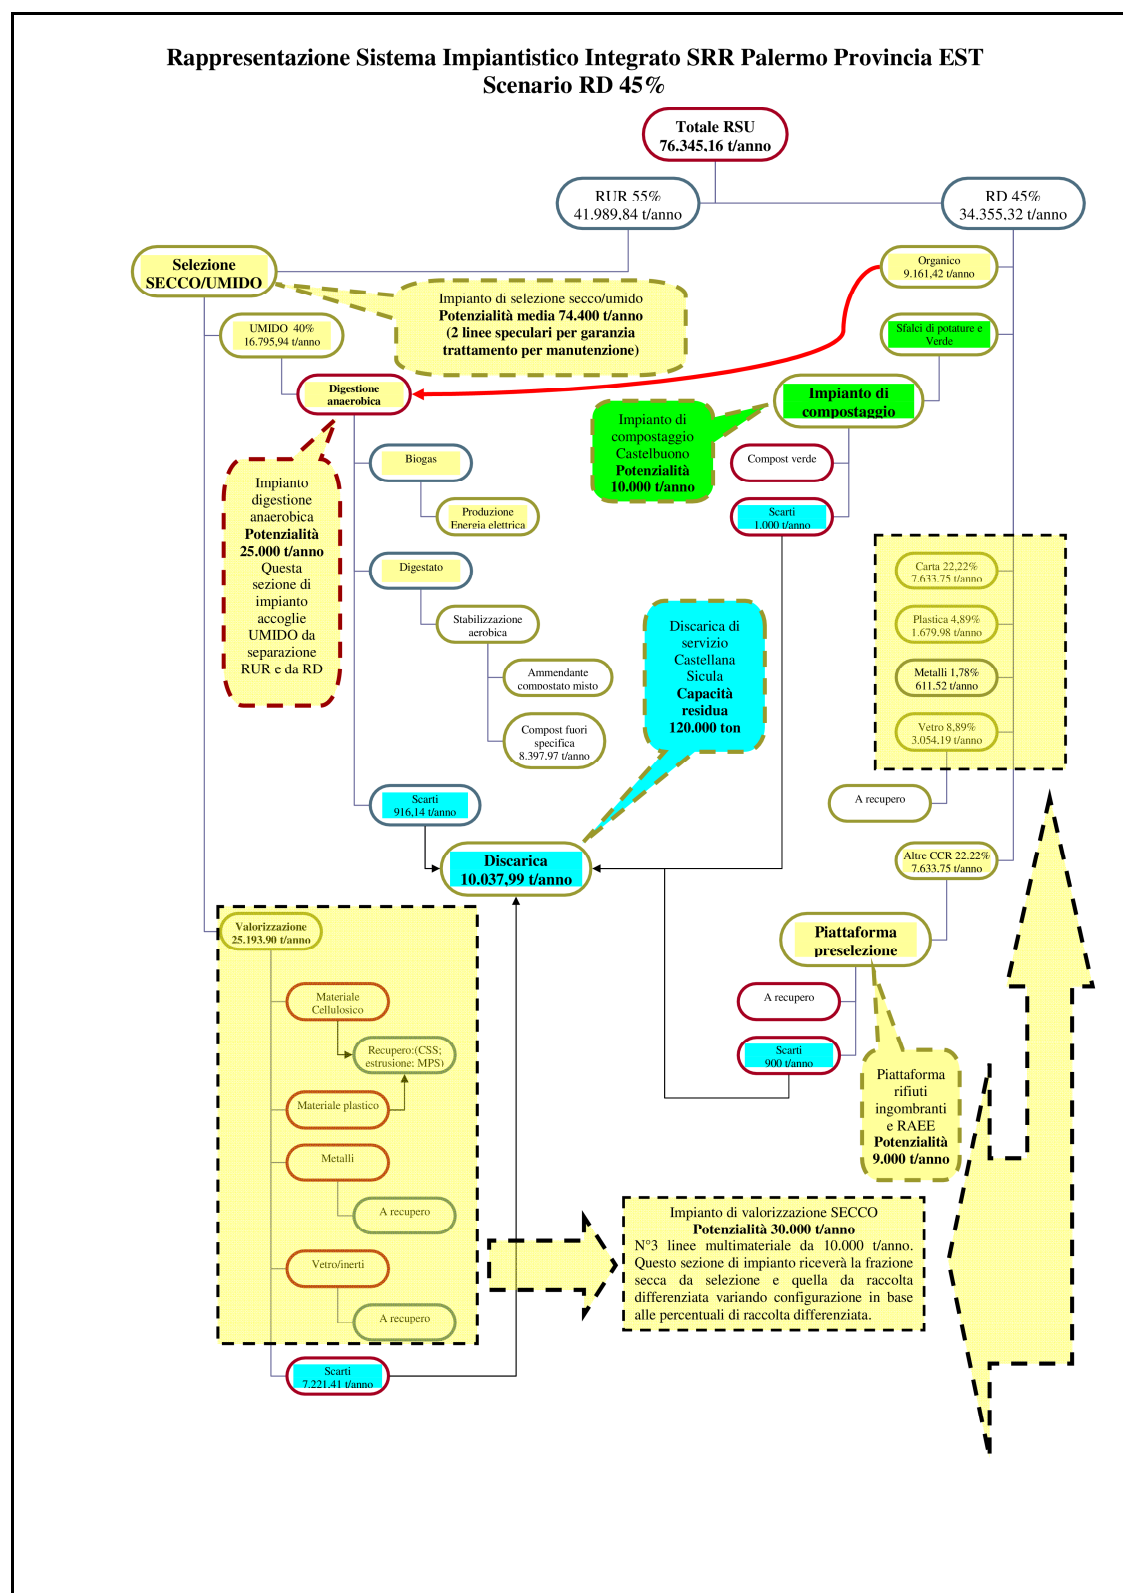 Rappresentazione Sistema Impiantistico Integrato SRR Palermo Provincia EST
Scenario RD 45%
Totale RSU
76.345,16 t/anno
RUR 55%
41.989,84 t/anno
RD 45%
34.355,32 t/anno
Selezione
SECCO/UMIDO
Organico
9.161,42 t/anno
Impianto di selezione secco/umido
Potenzialità media 74.400 t/anno
(2 linee speculari per garanzia
trattamento per manutenzione)
UMIDO 40%
16.795,94 t/anno
Sfalci di potature e
Verde
Digestione
anaerobica
Impianto di
compostaggio
Impianto di
compostaggio
Castelbuono
Potenzialità
10.000 t/anno
Compost verde
Biogas
Scarti
1.000 t/anno
Produzione
Energia elettrica
Impianto
digestione
anaerobica
Potenzialità
25.000 t/anno
Questa
sezione di
impianto
accoglie
UMIDO da
separazione
RUR e da RD
Digestato
Carta 22,22%
7.633,75 t/anno
Stabilizzazione
aerobica
Plastica 4,89%
1.679,98 t/anno
Discarica di
servizio
Castellana
Sicula
Capacità
residua
120.000 ton
Ammendante
compostato misto
Metalli 1,78%
611,52 t/anno
Compost fuori
specifica
8.397,97 t/anno
Vetro 8,89%
3.054,19 t/anno
Scarti
916,14 t/anno
A recupero
Discarica
10.037,99 t/anno
Altre CCR 22.22%
7.633,75 t/anno
Valorizzazione
25.193,90 t/anno
Piattaforma
preselezione
Materiale
Cellulosico
A recupero
Recupero:(CSS;
estrusione; MPS)
Scarti
900 t/anno
Piattaforma
rifiuti
ingombranti
e RAEE
Potenzialità
9.000 t/anno
Materiale plastico
Metalli
A recupero
Impianto di valorizzazione SECCO
Potenzialità 30.000 t/anno
N°3 linee multimateriale da 10.000 t/anno.
Questo sezione di impianto riceverà la frazione
secca da selezione e quella da raccolta
differenziata variando configurazione in base
alle percentuali di raccolta differenziata.
Vetro/inerti
A recupero
Scarti
7.221,41 t/anno